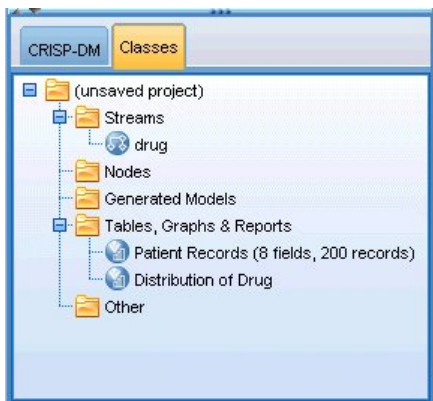 CRISP-DM Classes
(unsaved project)
Streams
drug
Nodes
Generated Models
Tables, Graphs & Reports
Patient Records (8 fields, 200 records)
Distribution of Drug
Other